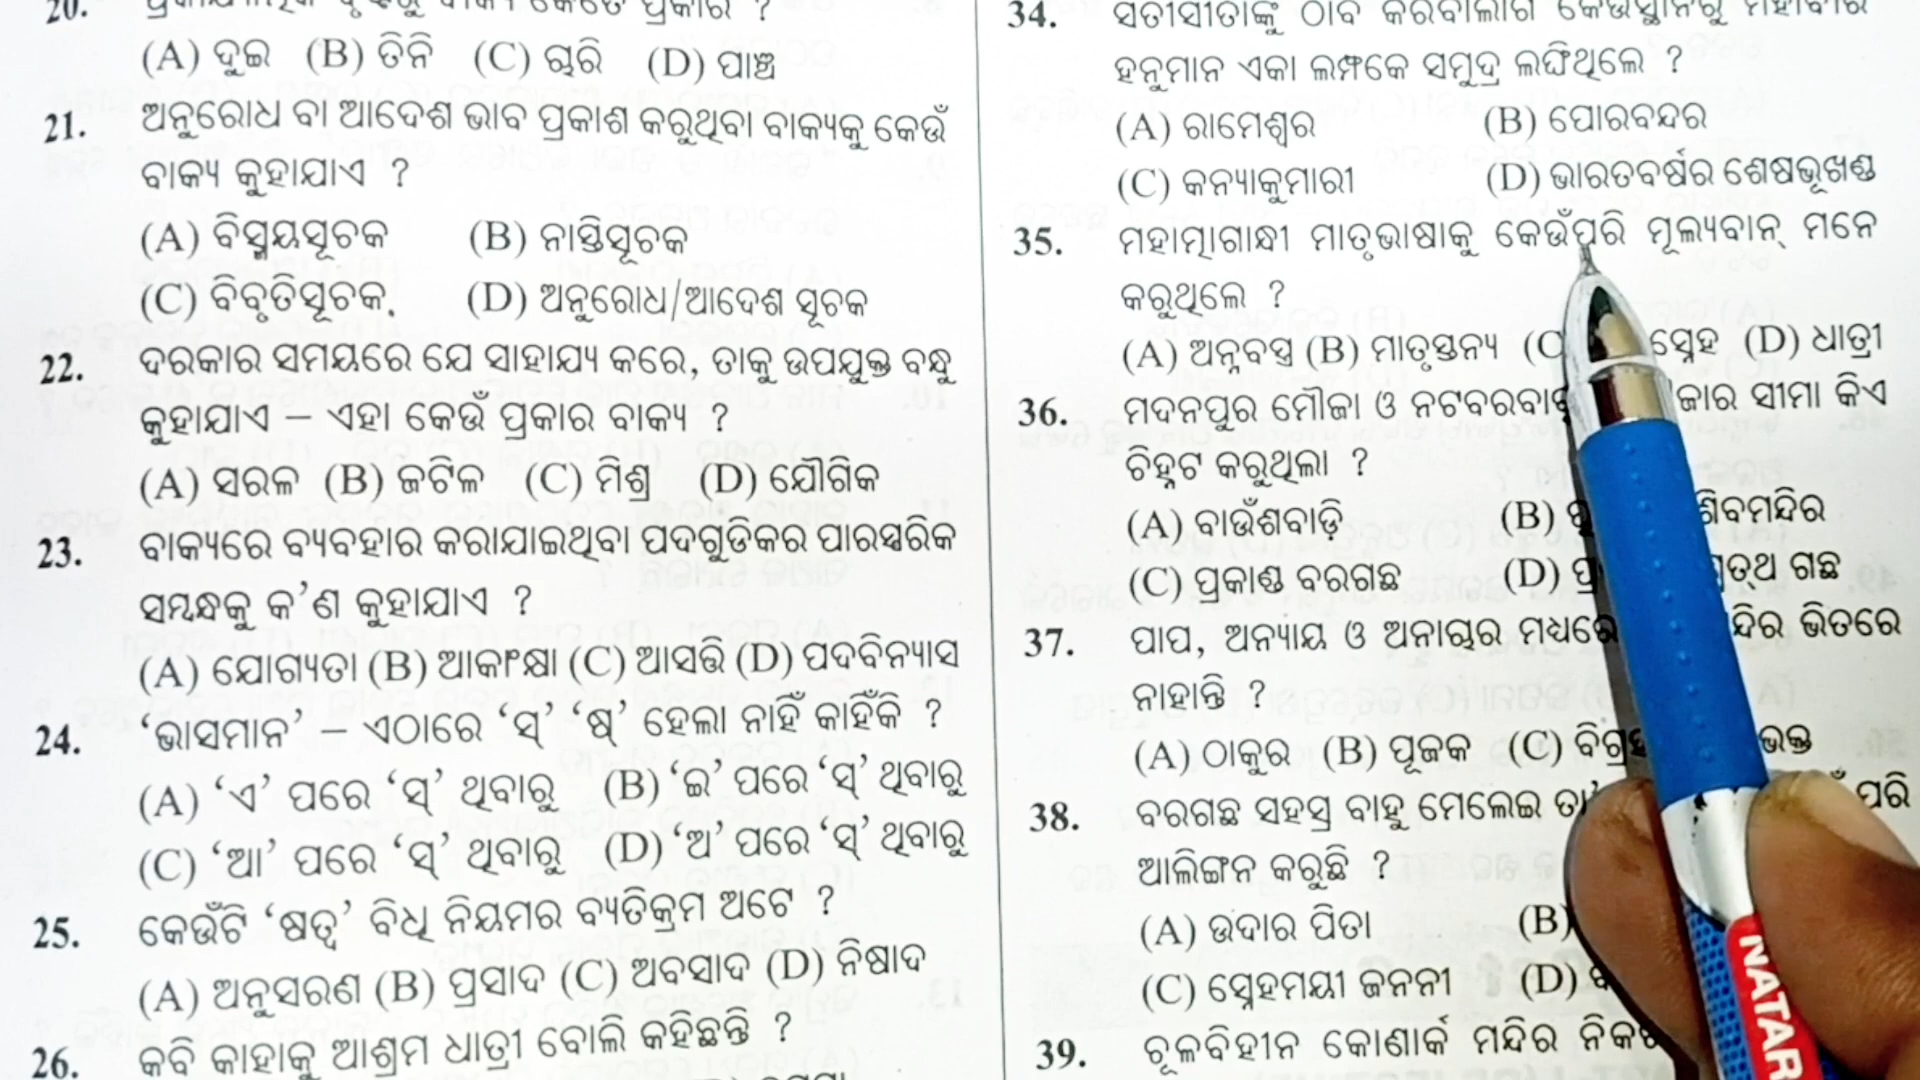 20.
(A) ଦୁଇ (B) ତିନି (C) ଚାରି (D) ପାଞ୍ଚ
21. ଅନୁରୋଧ ବା ଆଦେଶ ଭାବ ପ୍ରକାଶ କରୁଥିବା ବାକ୍ୟକୁ କେଉଁ
ବାକ୍ୟ କୁହାଯାଏ ?
(A) ବିସ୍ମୟସୂଚକ (B) ନାସ୍ତିସୂଚକ
(C) ବିବୃତିସୂଚକ. (D) ଅନୁରୋଧ/ଆଦେଶ ସୂଚକ
22. ଦରକାର ସମୟରେ ଯେ ସାହାଯ୍ୟ କରେ, ତାକୁ ଉପଯୁକ୍ତ ବନ୍ଧୁ
କୁହାଯାଏ – ଏହା କେଉଁ ପ୍ରକାର ବାକ୍ୟ ?
(A) ସରଳ (B) ଜଟିଳ (C) ମିଶ୍ର (D) ଯୌଗିକ
23. ବାକ୍ୟରେ ବ୍ୟବହାର କରାଯାଇଥିବା ପଦଗୁଡିକର ପାରସ୍ପରିକ
ସମ୍ବନ୍ଧକୁ କ'ଣ କୁହାଯାଏ ?
(A) ଯୋଗ୍ୟତା (B) ଆକାଂକ୍ଷା (C) ଆସତ୍ତି (D) ପଦବିନ୍ୟାସ
24. ‘ଭାସମାନ’ – ଏଠାରେ ‘ସ୍’ ‘ଷ୍’ ହେଲା ନାହିଁ କାହିଁକି ?
(A) ‘ଏ’ ପରେ ‘ସ୍’ ଥିବାରୁ (B) ‘ଇ’ ପରେ ‘ସ୍’ ଥିବାରୁ
(C) ‘ଆ’ ପରେ ‘ସ୍’ ଥିବାରୁ (D) ‘ଅ’ ପରେ ‘ସ୍’ ଥିବାରୁ
25. କେଉଁଟି ‘ଷତ୍ୱ’ ବିଧି ନିୟମର ବ୍ୟତିକ୍ରମ ଅଟେ ?
(A) ଅନୁସରଣ (B) ପ୍ରସାଦ (C) ଅବସାଦ (D) ନିଷାଦ
26. କବି କାହାକୁ ଆଶ୍ରମ ଧାତ୍ରୀ ବୋଲି କହିଛନ୍ତି ?
34.
ହନୁମାନ ଏକା ଲମ୍ଫକେ ସମୁଦ୍ର ଲଙ୍ଘିଥିଲେ ?
(A) ରାମେଶ୍ୱର (B) ପୋରବନ୍ଦର
(C) କନ୍ୟାକୁମାରୀ (D) ଭାରତବର୍ଷର ଶେଷଭୂଖଣ୍ଡ
35. ମହାତ୍ମାଗାନ୍ଧୀ ମାତୃଭାଷାକୁ କେଉଁପରି ମୂଲ୍ୟବାନ୍ ମନେ
କରୁଥିଲେ ?
(A) ଅନ୍ନବସ୍ତ୍ର (B) ମାତୃସ୍ତନ୍ୟ (C ସ୍ନେହ (D) ଧାତ୍ରୀ
36. ମଦନପୁର ମୌଜା ଓ ସୀମା କିଏ
ଚିହ୍ନଟ କରୁଥିଲା ?
(A) ବାଉଁଶବାଡ଼ି (B) ଶିବମନ୍ଦିର
(C) ପ୍ରକାଣ୍ଡ ବରଗଛ (D) ଗଛ
37. ପାପ, ଅନ୍ୟାୟ ଓ ଅନାଚାର ମଧ୍ୟରେ ଭିତରେ
ନାହାନ୍ତି ?
(A) ଠାକୁର (B) ପୂଜକ (C) ଭକ୍ତ
38. ବରଗଛ ସହସ୍ର ବାହୁ ମେଲେଇ ପରି
ଆଲିଙ୍ଗନ କରୁଛି ?
(A) ଉଦାର ପିତା (B)
(C) ସ୍ନେହମୟୀ ଜନନୀ (D)
39. ଚୂଳବିହୀନ କୋଣାର୍କ ମନ୍ଦିର
NATAR